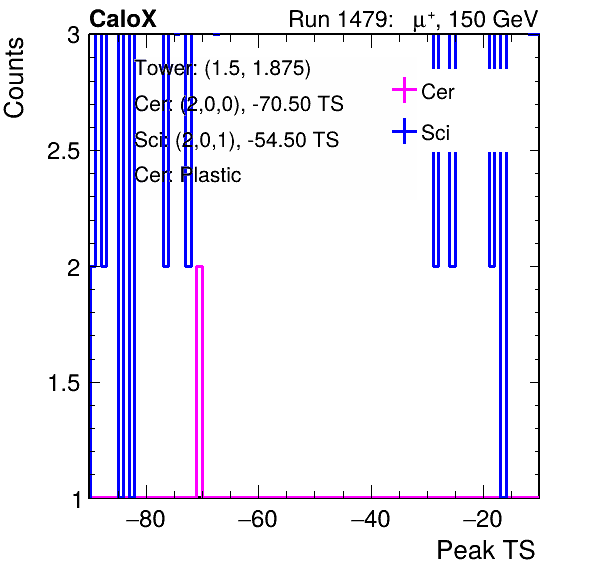 CaloX Run 1479: μ⁺, 150 GeV
Counts
Tower: (1.5, 1.875)
Cer: (2,0,0), -70.50 TS
Sci: (2,0,1), -54.50 TS
Cer: Plastic
Cer
Sci
3
2.5
2
1.5
1
−80 −60 −40 −20
Peak TS